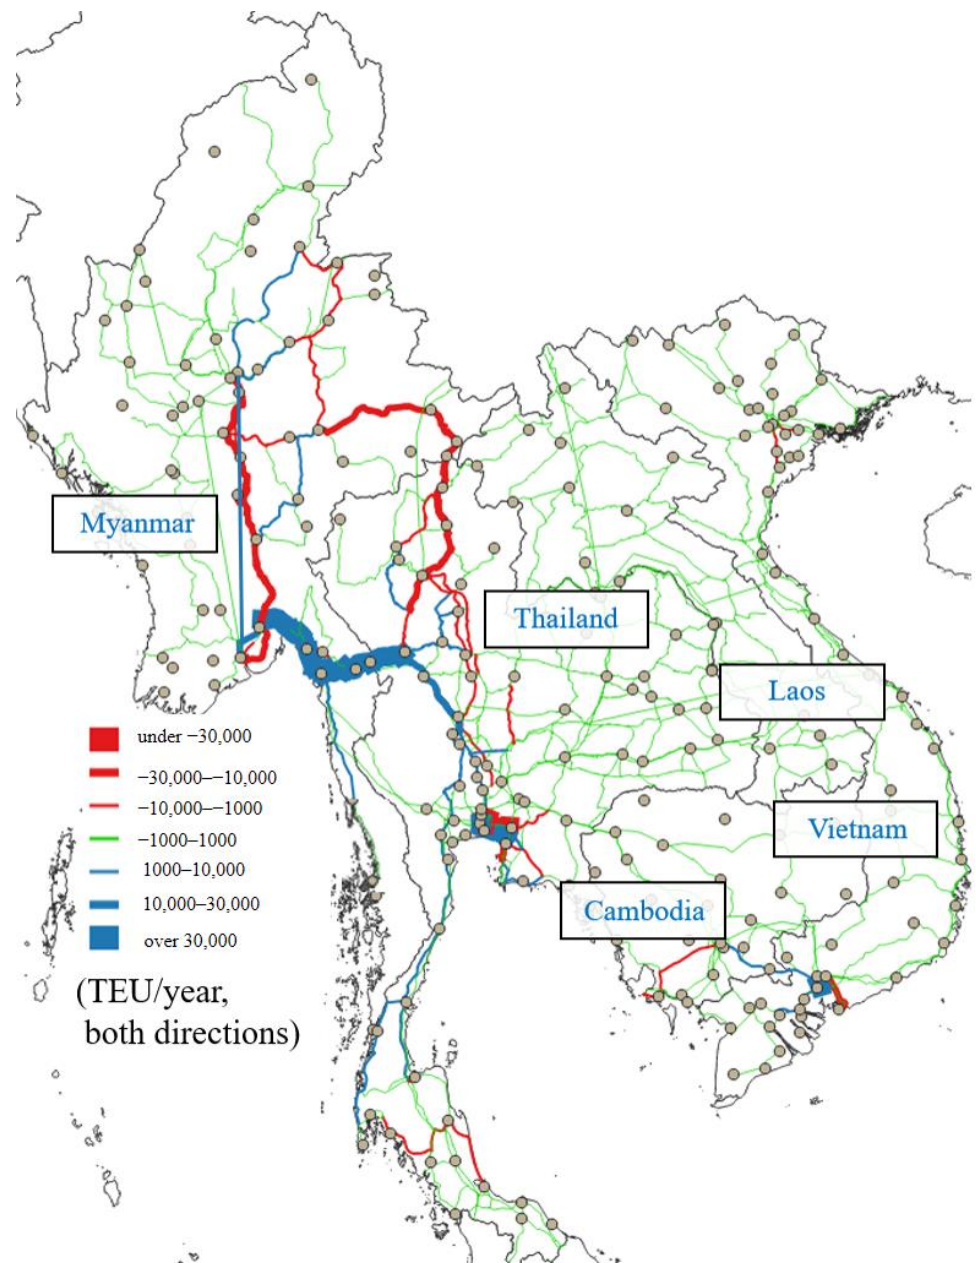 Myanmar
Thailand
Laos
Vietnam
Cambodia
under −30,000
−30,000–−10,000
−10,000–−1000
−1000–1000
1000–10,000
10,000–30,000
over 30,000
(TEU/year,
both directions)